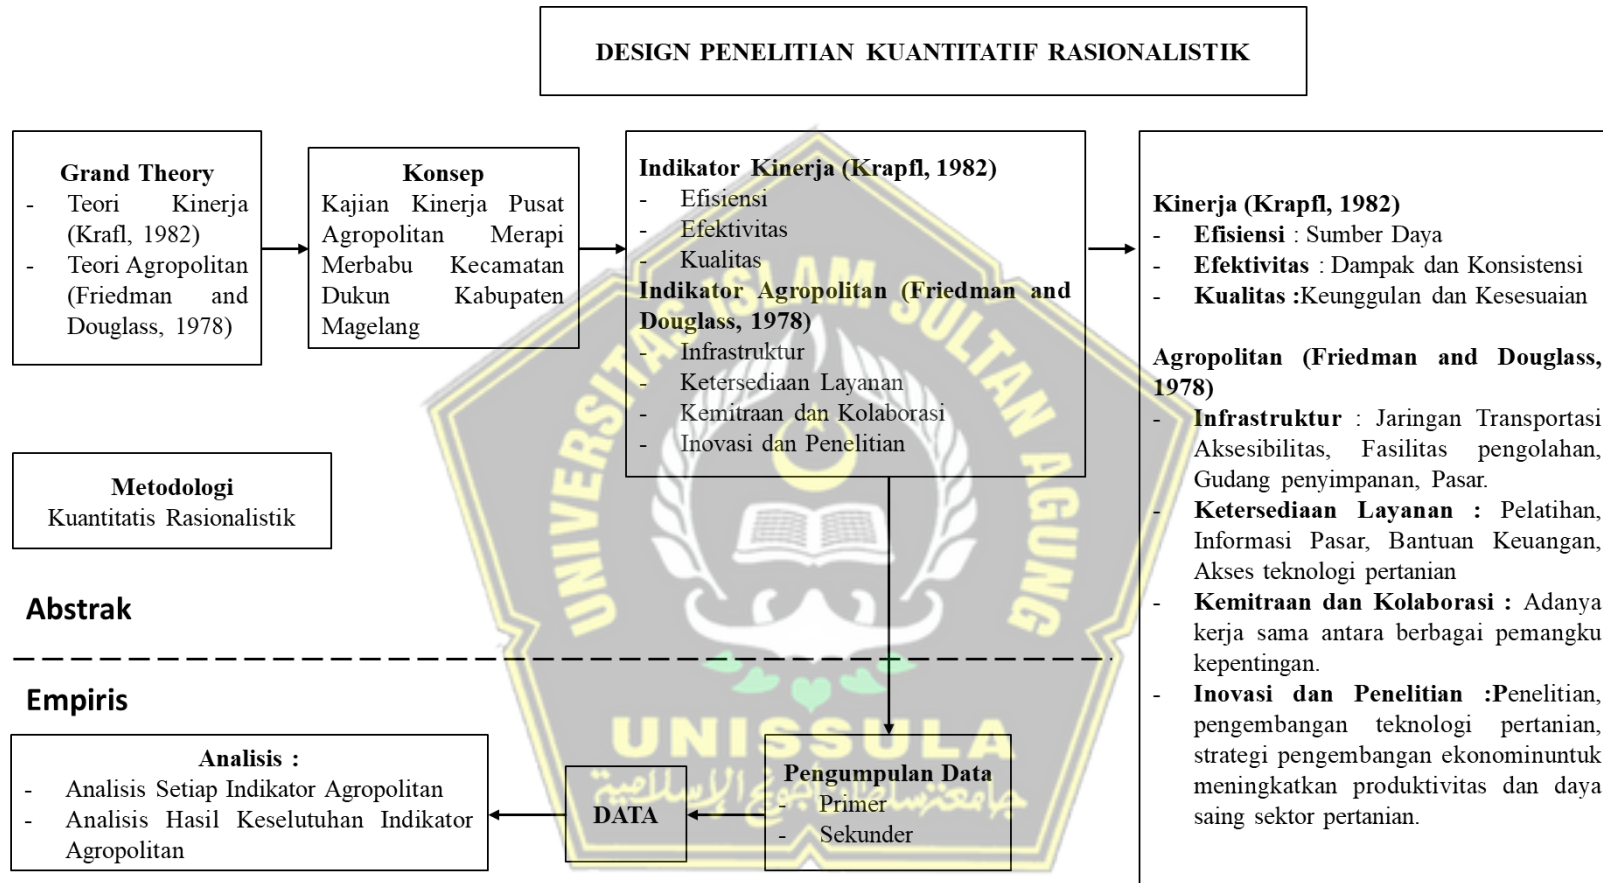 DESIGN PENELITIAN KUANTITATIF RASIONALISTIK
Grand Theory
- Teori Kinerja
(Krafl, 1982)
- Teori Agropolitan
(Friedman and
Douglass, 1978)
Konsep
Kajian Kinerja Pusat
Agropolitan Merapi
Merbabu Kecamatan
Dukun Kabupaten
Magelang
Indikator Kinerja (Krapfl, 1982)
- Efisiensi
- Efektivitas
- Kualitas
Indikator Agropolitan (Friedman and
Douglass, 1978)
- Infrastruktur
- Ketersediaan Layanan
- Kemitraan dan Kolaborasi
- Inovasi dan Penelitian
Kinerja (Krapfl, 1982)
- Efisiensi : Sumber Daya
- Efektivitas : Dampak dan Konsistensi
- Kualitas :Keunggulan dan Kesesuaian
Agropolitan (Friedman and Douglass,
1978)
- Infrastruktur : Jaringan Transportasi
Aksesibilitas, Fasilitas pengolahan,
Gudang penyimpanan, Pasar.
- Ketersediaan Layanan : Pelatihan,
Informasi Pasar, Bantuan Keuangan,
Akses teknologi pertanian
- Kemitraan dan Kolaborasi : Adanya
kerja sama antara berbagai pemangku
kepentingan.
- Inovasi dan Penelitian :Penelitian,
pengembangan teknologi pertanian,
strategi pengembangan ekonominuntuk
meningkatkan produktivitas dan daya
saing sektor pertanian.
Metodologi
Kuantitatis Rasionalistik
Abstrak
Empiris
Analisis :
- Analisis Setiap Indikator Agropolitan
- Analisis Hasil Keselutuhan Indikator
Agropolitan
DATA
Pengumpulan Data
- Primer
- Sekunder
UNIVERSITAS ISLAM SULTAN AGUNG
UNISSULA
جامعة سلطان أجونج الإسلامية